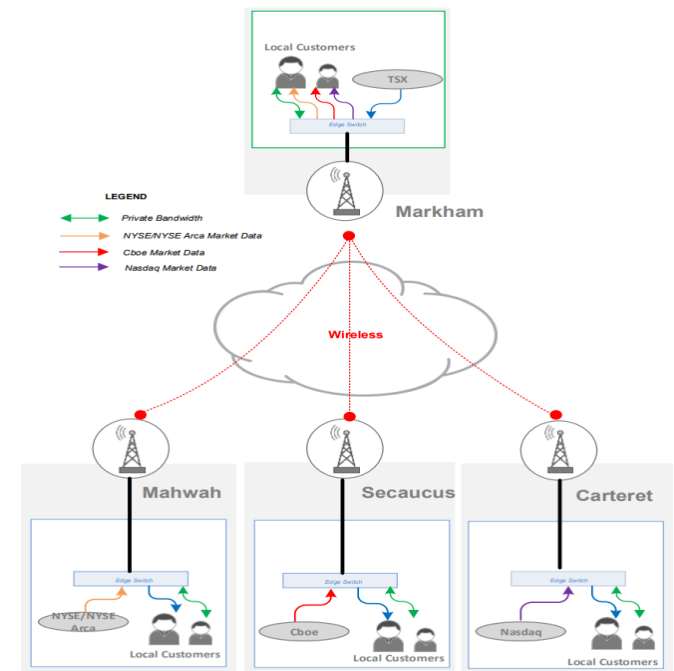 Local Customers
TSX
Edge Switch
Markham
LEGEND
Private Bandwidth
NYSE/NYSE Arca Market Data
Cboe Market Data
Nasdaq Market Data
Wireless
Mahwah
Secaucus
Carteret
Edge Switch
Edge Switch
Edge Switch
NYSE/NYSE
Arca
Cboe
Nasdaq
Local Customers
Local Customers
Local Customers